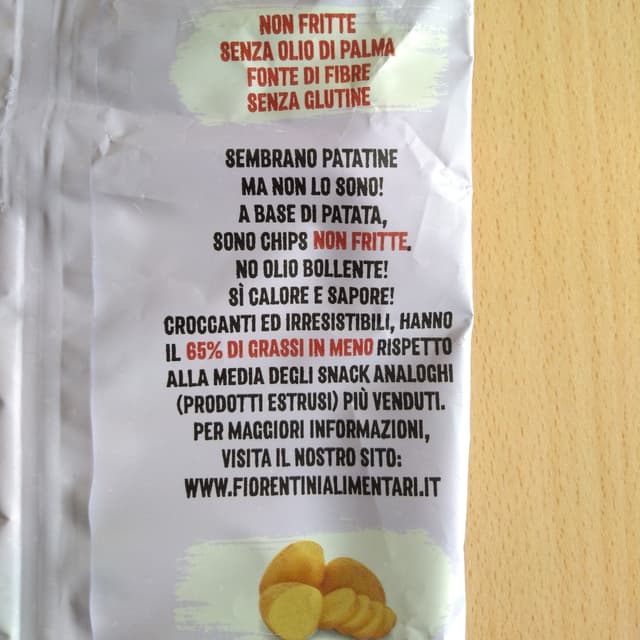 NON FRITTE
SENZA OLIO DI PALMA
FONTE DI FIBRE
SENZA GLUTINE
SEMBRANO PATATINE
MA NON LO SONO!
A BASE DI PATATA,
SONO CHIPS NON FRITTE.
NO OLIO BOLLENTE!
SÌ CALORE E SAPORE!
CROCCANTI ED IRRESISTIBILI, HANNO
IL 65% DI GRASSI IN MENO RISPETTO
ALLA MEDIA DEGLI SNACK ANALOGHI
(PRODOTTI ESTRUSI) PIÙ VENDUTI.
PER MAGGIORI INFORMAZIONI,
VISITA IL NOSTRO SITO:
WWW.FIORENTINIALIMENTARI.IT